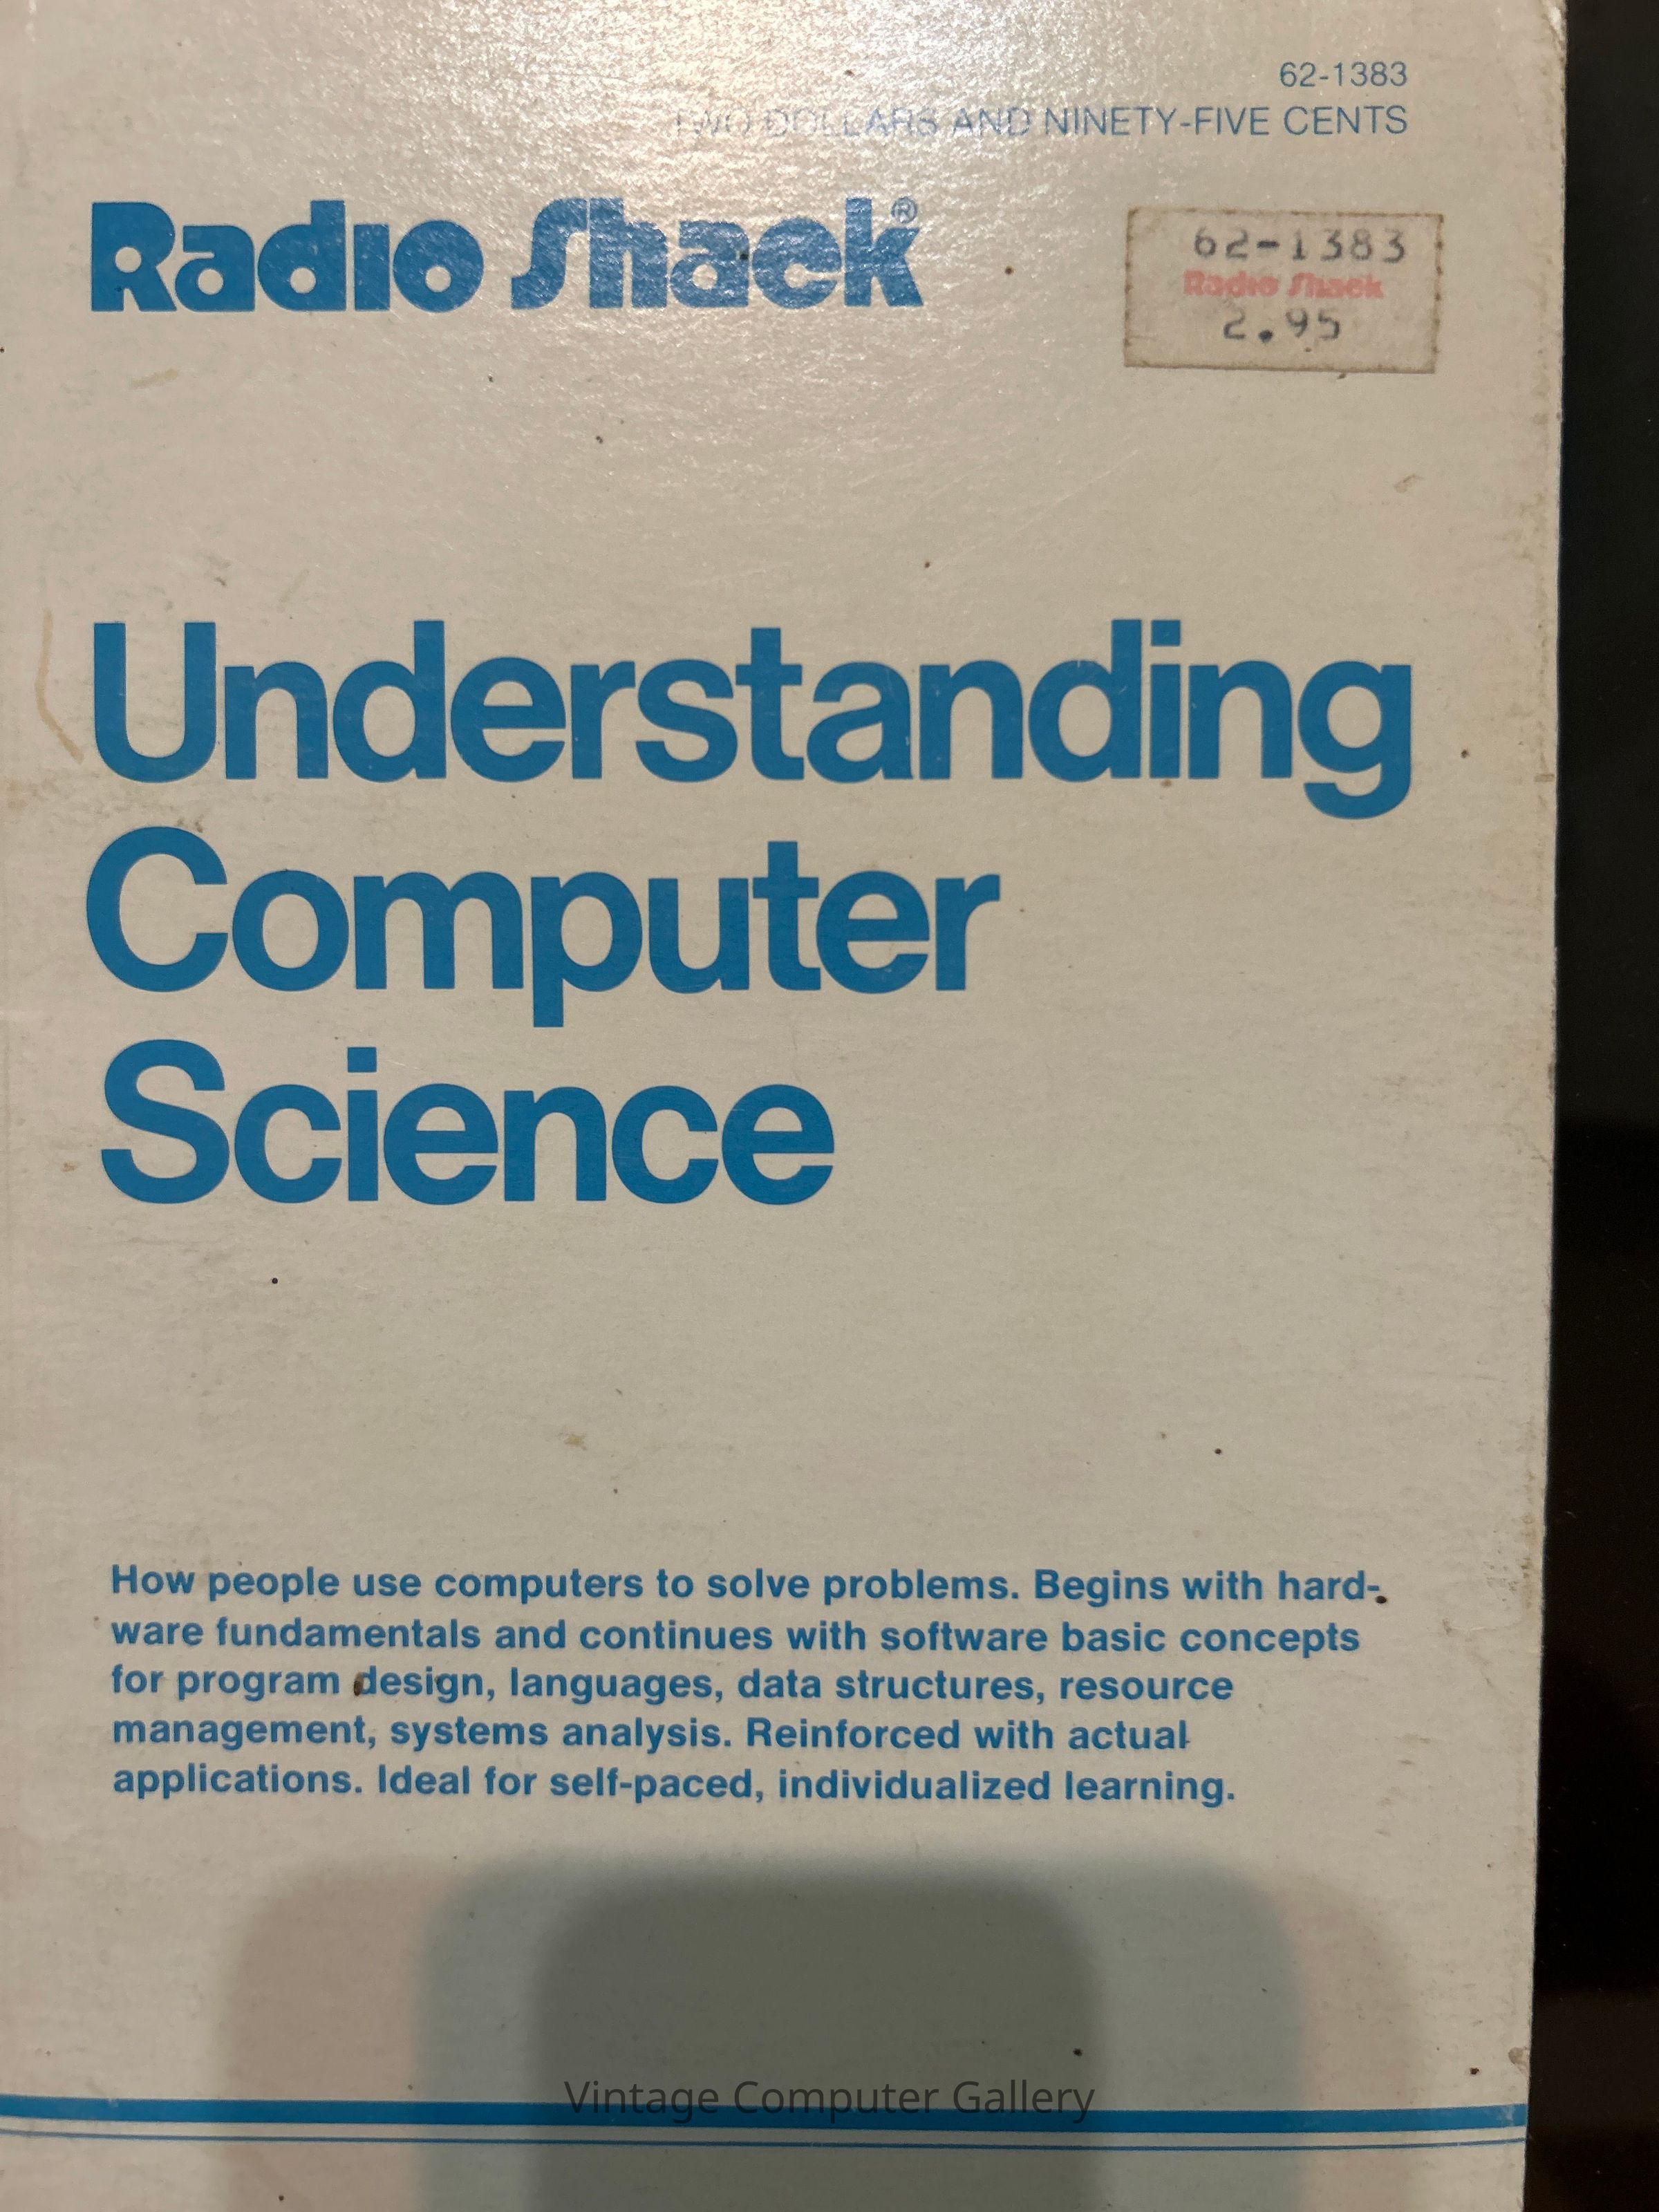 62-1383
TWO DOLLARS AND NINETY-FIVE CENTS
Radio Shack®
62-1383
Radio Shack
2.95
Understanding
Computer
Science
How people use computers to solve problems. Begins with hard-
ware fundamentals and continues with software basic concepts
for program design, languages, data structures, resource
management, systems analysis. Reinforced with actual
applications. Ideal for self-paced, individualized learning.
Vintage Computer Gallery